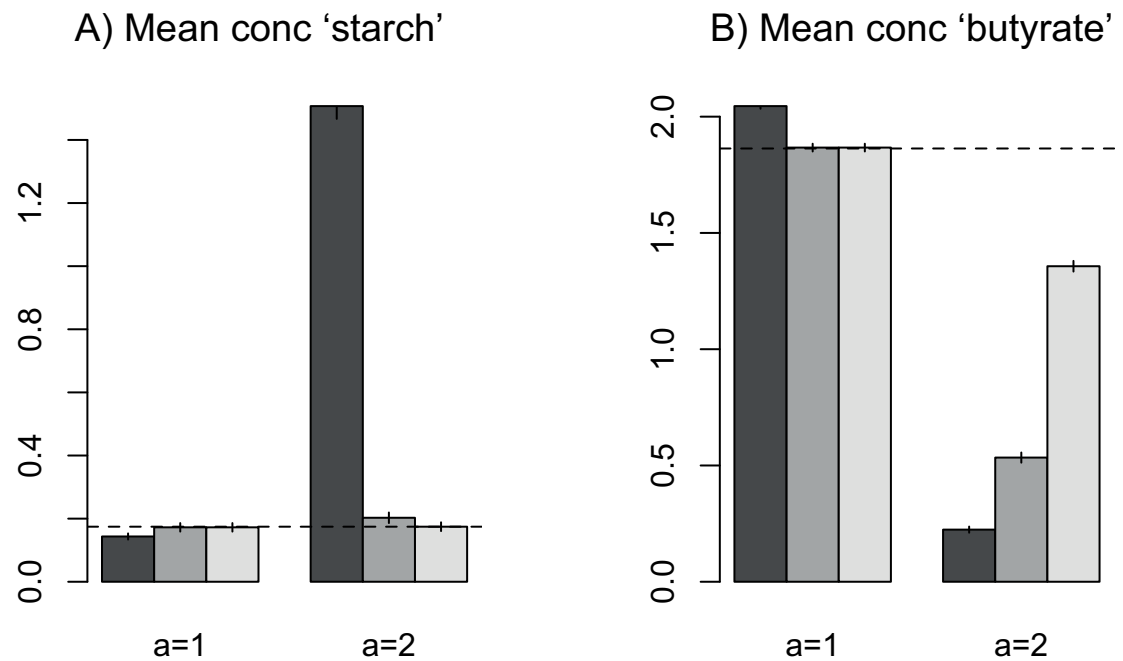 A) Mean conc ‘starch’
1.2
0.8
0.4
0.0
a=1 a=2
B) Mean conc ‘butyrate’
2.0
1.5
1.0
0.5
0.0
a=1 a=2